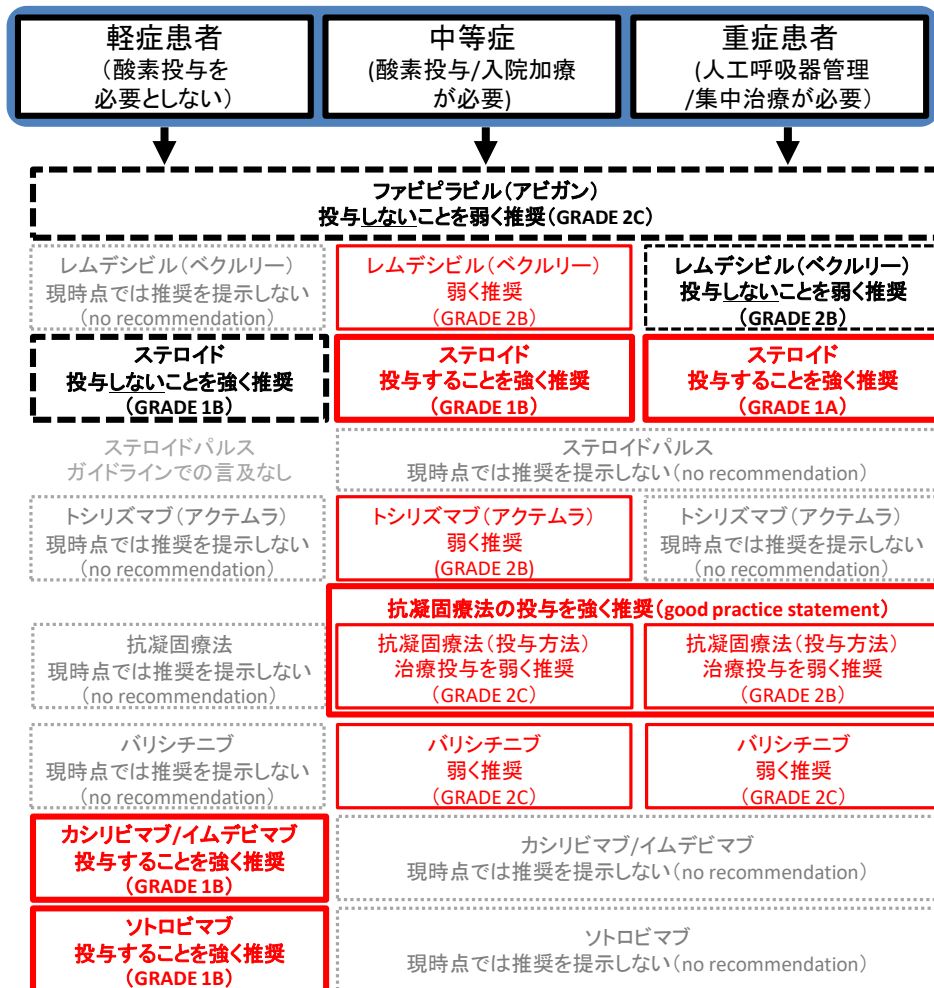 軽症患者
（酸素投与を
必要としない）
中等症
(酸素投与/入院加療
が必要)
重症患者
(人工呼吸器管理
/集中治療が必要）
ファビピラビル（アビガン）
投与しないことを弱く推奨（GRADE 2C）
レムデシビル（ベクルリー）
現時点では推奨を提示しない
（no recommendation）
レムデシビル（ベクルリー）
弱く推奨
（GRADE 2B）
レムデシビル（ベクルリー）
投与しないことを弱く推奨
（GRADE 2B）
ステロイド
投与しないことを強く推奨
（GRADE 1B）
ステロイド
投与することを強く推奨
（GRADE 1B）
ステロイド
投与することを強く推奨
（GRADE 1A）
ステロイドパルス
ガイドラインでの言及なし
ステロイドパルス
現時点では推奨を提示しない（no recommendation）
トシリズマブ（アクテムラ）
現時点では推奨を提示しない
（no recommendation）
トシリズマブ（アクテムラ）
弱く推奨
(GRADE 2B)
トシリズマブ（アクテムラ）
現時点では推奨を提示しない
（no recommendation）
抗凝固療法の投与を強く推奨（good practice statement）
抗凝固療法
現時点では推奨を提示しない
（no recommendation）
抗凝固療法（投与方法）
治療投与を弱く推奨
（GRADE 2C）
抗凝固療法（投与方法）
治療投与を弱く推奨
（GRADE 2B）
バリシチニブ
現時点では推奨を提示しない
（no recommendation）
バリシチニブ
弱く推奨
（GRADE 2C）
バリシチニブ
弱く推奨
（GRADE 2C）
カシリビマブ/イムデビマブ
投与することを強く推奨
（GRADE 1B）
カシリビマブ/イムデビマブ
現時点では推奨を提示しない（no recommendation）
ソトロビマブ
投与することを強く推奨
（GRADE 1B）
ソトロビマブ
現時点では推奨を提示しない（no recommendation）